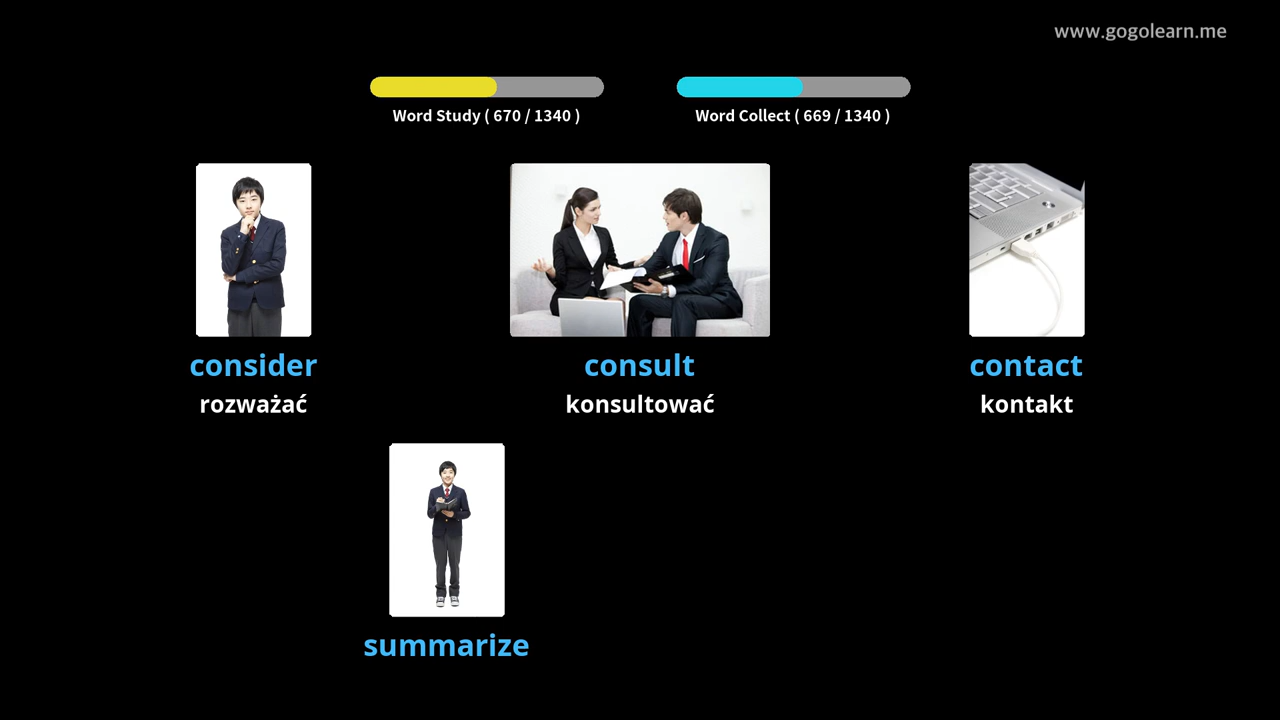 www.gogolearn.me
Word Study ( 670 / 1340 )
Word Collect ( 669 / 1340 )
consider
rozważać
consult
konsultować
contact
kontakt
summarize